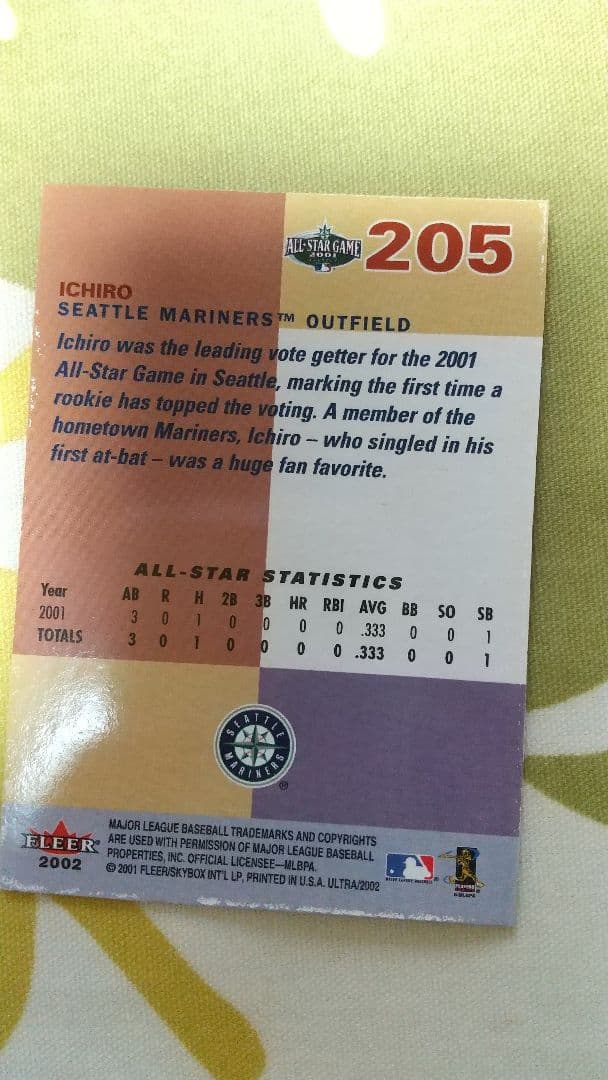 ALL-STAR GAME
2001
205
ICHIRO
SEATTLE MARINERS™ OUTFIELD
Ichiro was the leading vote getter for the 2001
All-Star Game in Seattle, marking the first time a
rookie has topped the voting. A member of the
hometown Mariners, Ichiro – who singled in his
first at-bat – was a huge fan favorite.
ALL-STAR STATISTICS
Year AB R H 2B 3B HR RBI AVG BB SO SB
2001 3 0 1 0 0 0 0 .333 0 0 1
TOTALS 3 0 1 0 0 0 0 .333 0 0 1
SEATTLE
MARINERS
®
FLEER®
2002
MAJOR LEAGUE BASEBALL TRADEMARKS AND COPYRIGHTS
ARE USED WITH PERMISSION OF MAJOR LEAGUE BASEBALL
PROPERTIES, INC. OFFICIAL LICENSEE—MLBPA.
© 2001 FLEER/SKYBOX INT'L LP, PRINTED IN U.S.A. ULTRA/2002